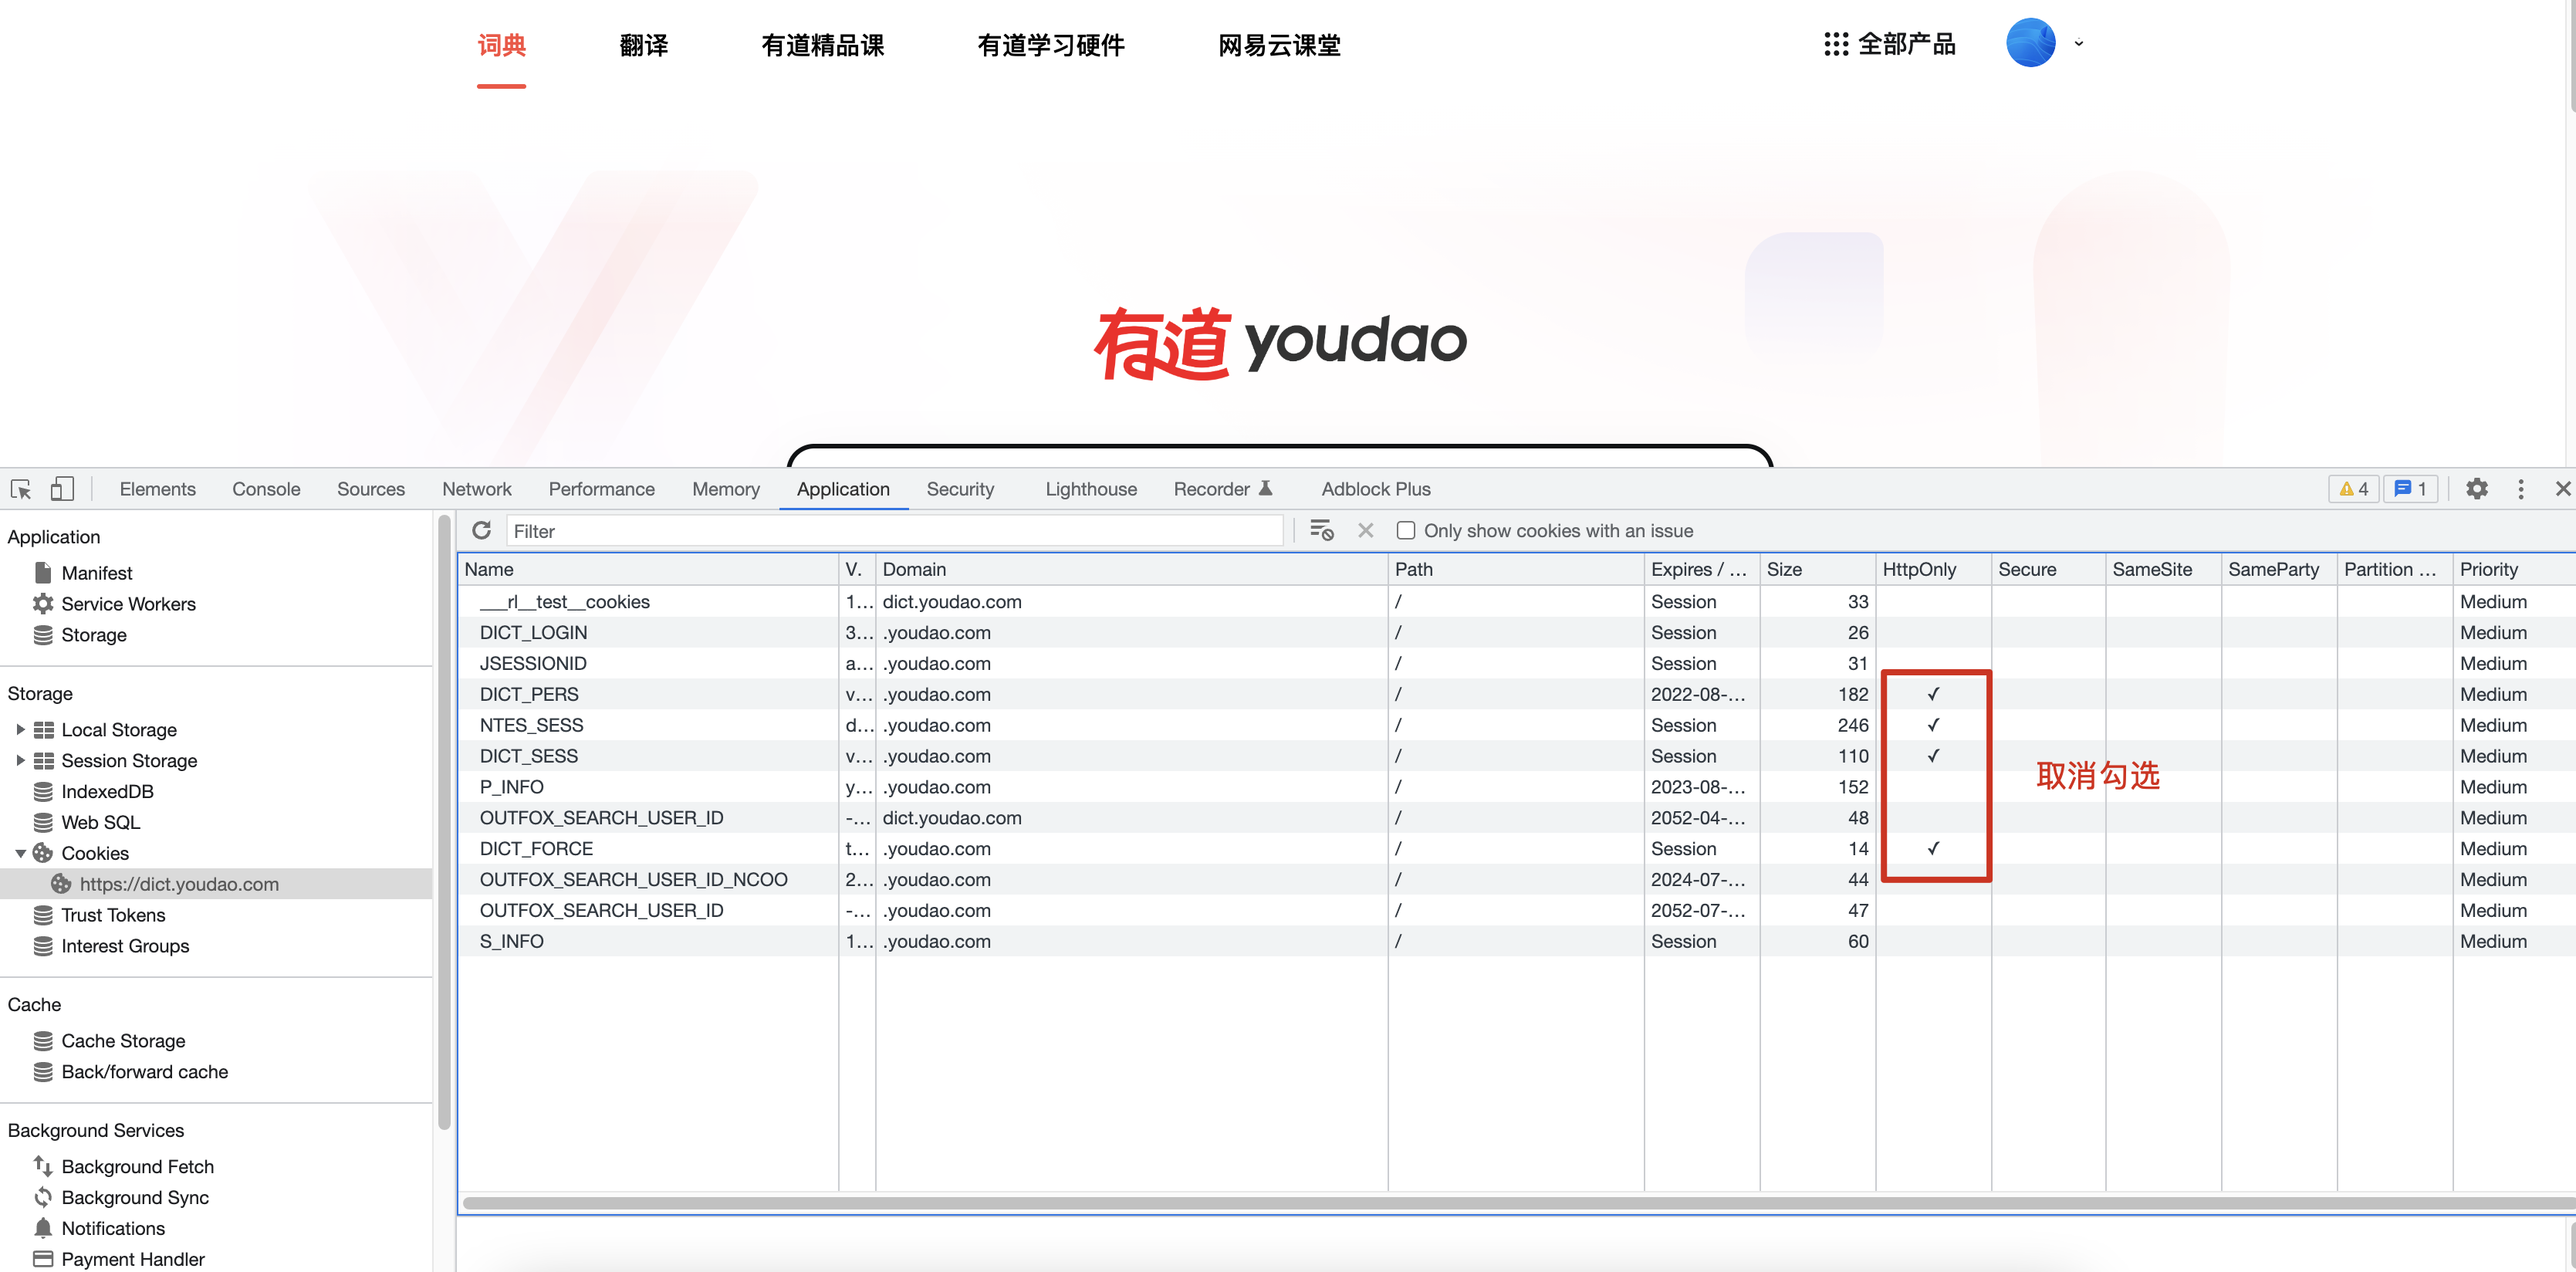 词典 翻译 有道精品课 有道学习硬件 网易云课堂 全部产品
有道 youdao
Elements Console Sources Network Performance Memory Application Security Lighthouse Recorder Adblock Plus 4 1
Application
Manifest
Service Workers
Storage
Storage
Local Storage
Session Storage
IndexedDB
Web SQL
Cookies
https://dict.youdao.com
Trust Tokens
Interest Groups
Cache
Cache Storage
Back/forward cache
Background Services
Background Fetch
Background Sync
Notifications
Payment Handler
Filter Only show cookies with an issue
Name V. Domain Path Expires / ... Size HttpOnly Secure SameSite SameParty Partition ... Priority
___rl__test__cookies 1... dict.youdao.com / Session 33 Medium
DICT_LOGIN 3... .youdao.com / Session 26 Medium
JSESSIONID a... .youdao.com / Session 31 Medium
DICT_PERS v... .youdao.com / 2022-08-... 182 ✓ Medium
NTES_SESS d... .youdao.com / Session 246 ✓ Medium
DICT_SESS v... .youdao.com / Session 110 ✓ Medium
P_INFO y... .youdao.com / 2023-08-... 152 Medium
取消勾选
OUTFOX_SEARCH_USER_ID -... dict.youdao.com / 2052-04-... 48 Medium
DICT_FORCE t... .youdao.com / Session 14 ✓ Medium
OUTFOX_SEARCH_USER_ID_NCOO 2... .youdao.com / 2024-07-... 44 Medium
OUTFOX_SEARCH_USER_ID -... .youdao.com / 2052-07-... 47 Medium
S_INFO 1... .youdao.com / Session 60 Medium